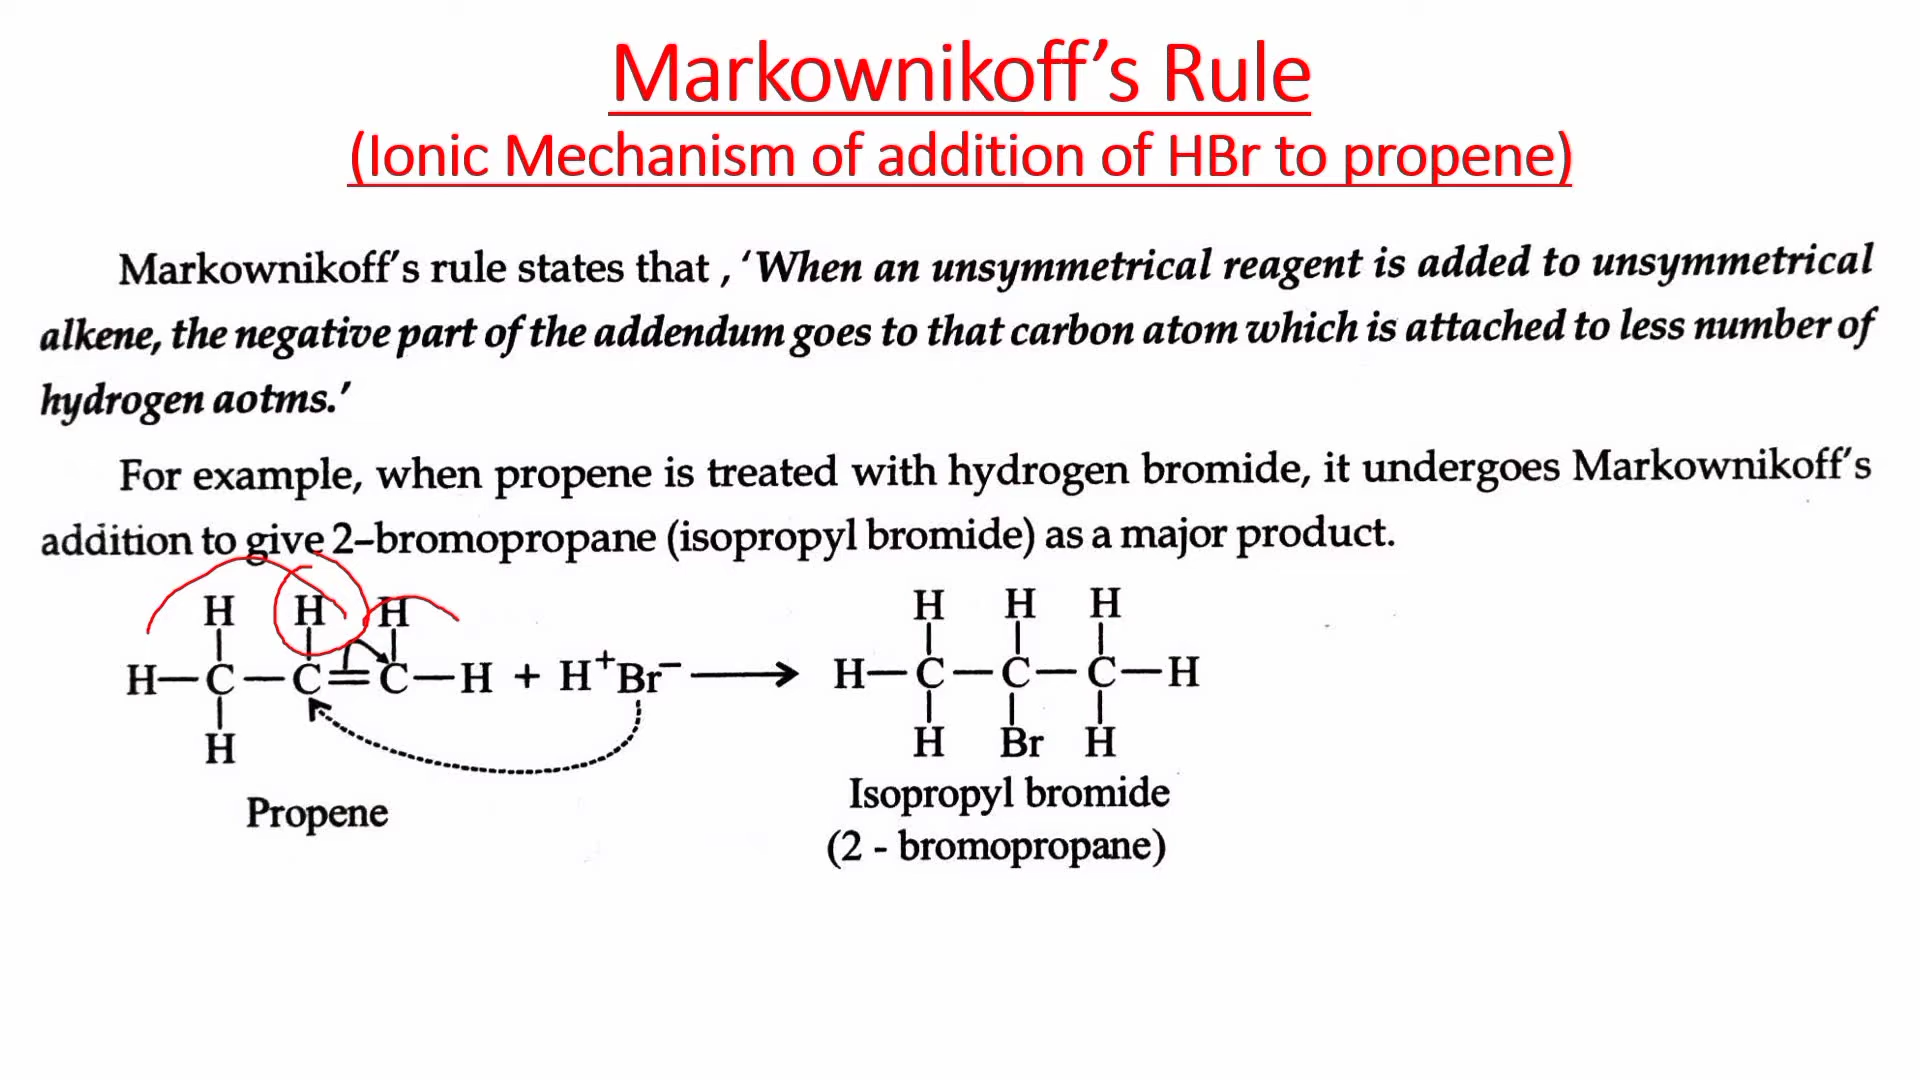 Markownikoff’s Rule
(Ionic Mechanism of addition of HBr to propene)
Markownikoff’s rule states that , ‘When an unsymmetrical reagent is added to unsymmetrical
alkene, the negative part of the addendum goes to that carbon atom which is attached to less number of
hydrogen aotms.’
For example, when propene is treated with hydrogen bromide, it undergoes Markownikoff’s
addition to give 2–bromopropane (isopropyl bromide) as a major product.
H H H H H H
H—C—C=C—H + H⁺Br⁻ ⟶ H—C—C—C—H
H H Br H
Propene
Isopropyl bromide
(2 - bromopropane)